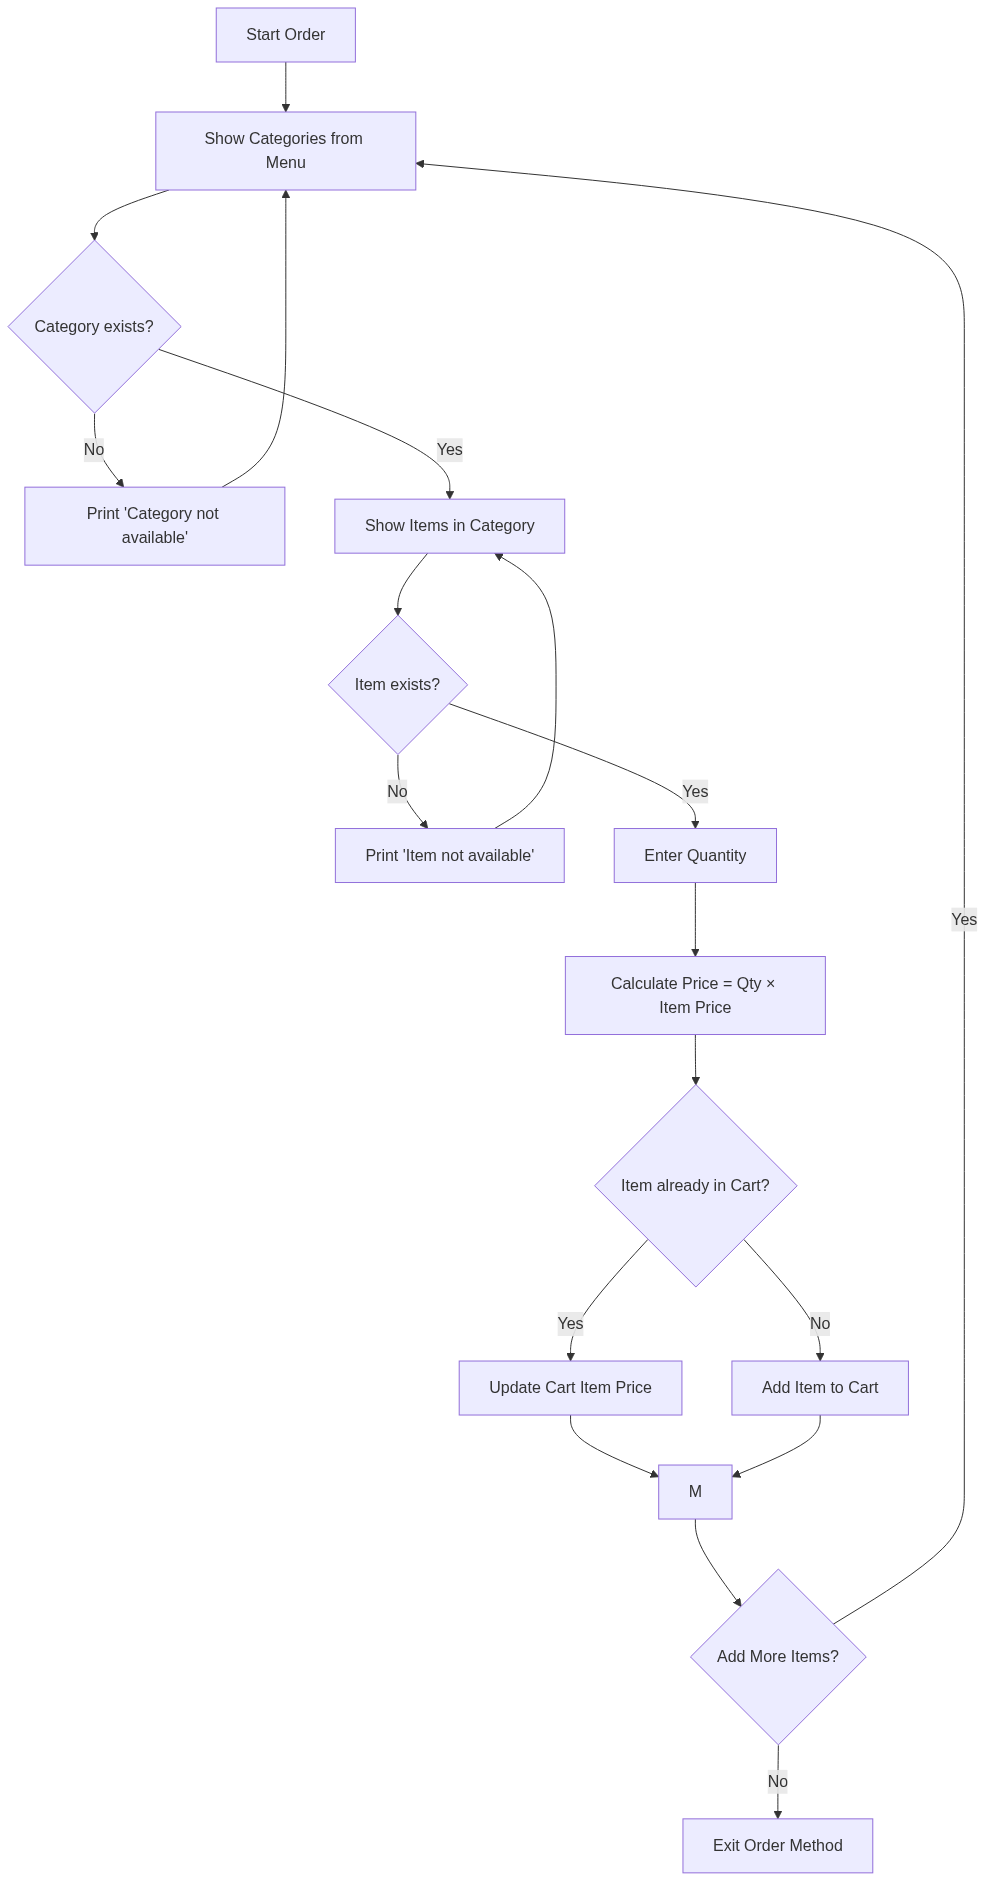 Start Order
Show Categories from
Menu
Category exists?
No
Yes
Print 'Category not
available'
Show Items in Category
Item exists?
No
Yes
Print 'Item not available'
Enter Quantity
Yes
Calculate Price = Qty ×
Item Price
Item already in Cart?
Yes
No
Update Cart Item Price
Add Item to Cart
M
Add More Items?
No
Exit Order Method